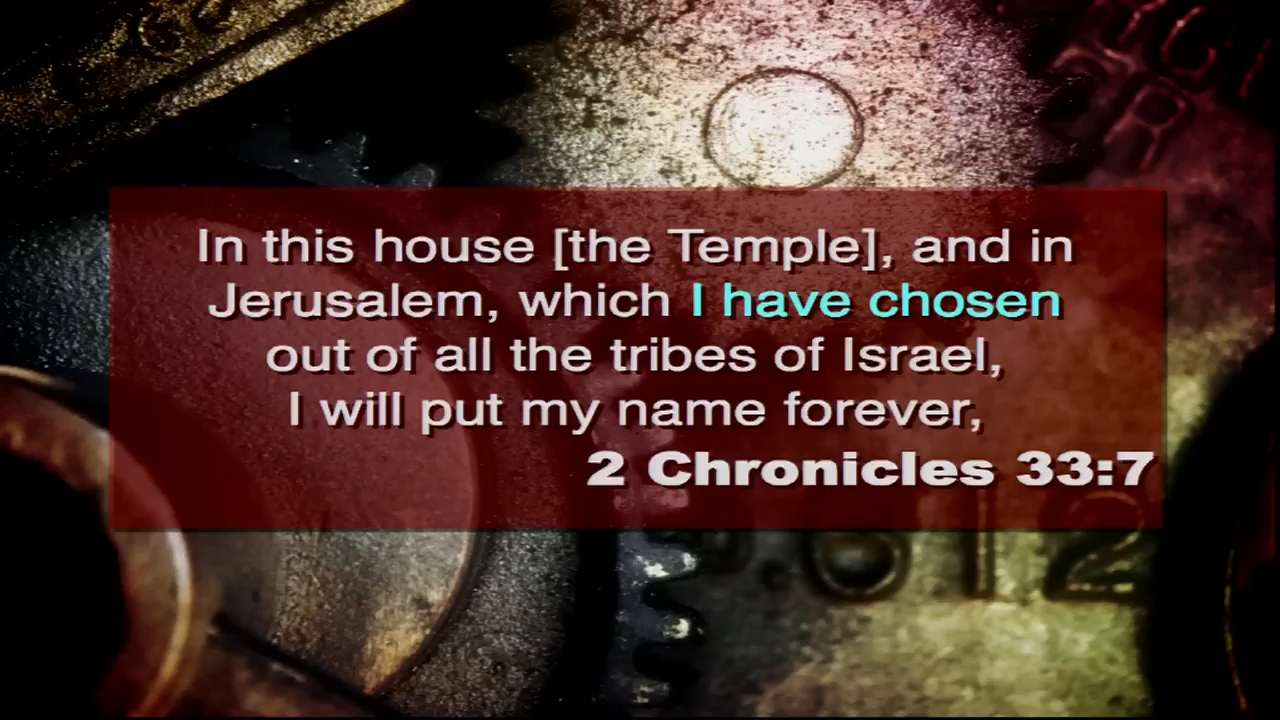 In this house [the Temple], and in
Jerusalem, which I have chosen
out of all the tribes of Israel,
I will put my name forever,
2 Chronicles 33:7